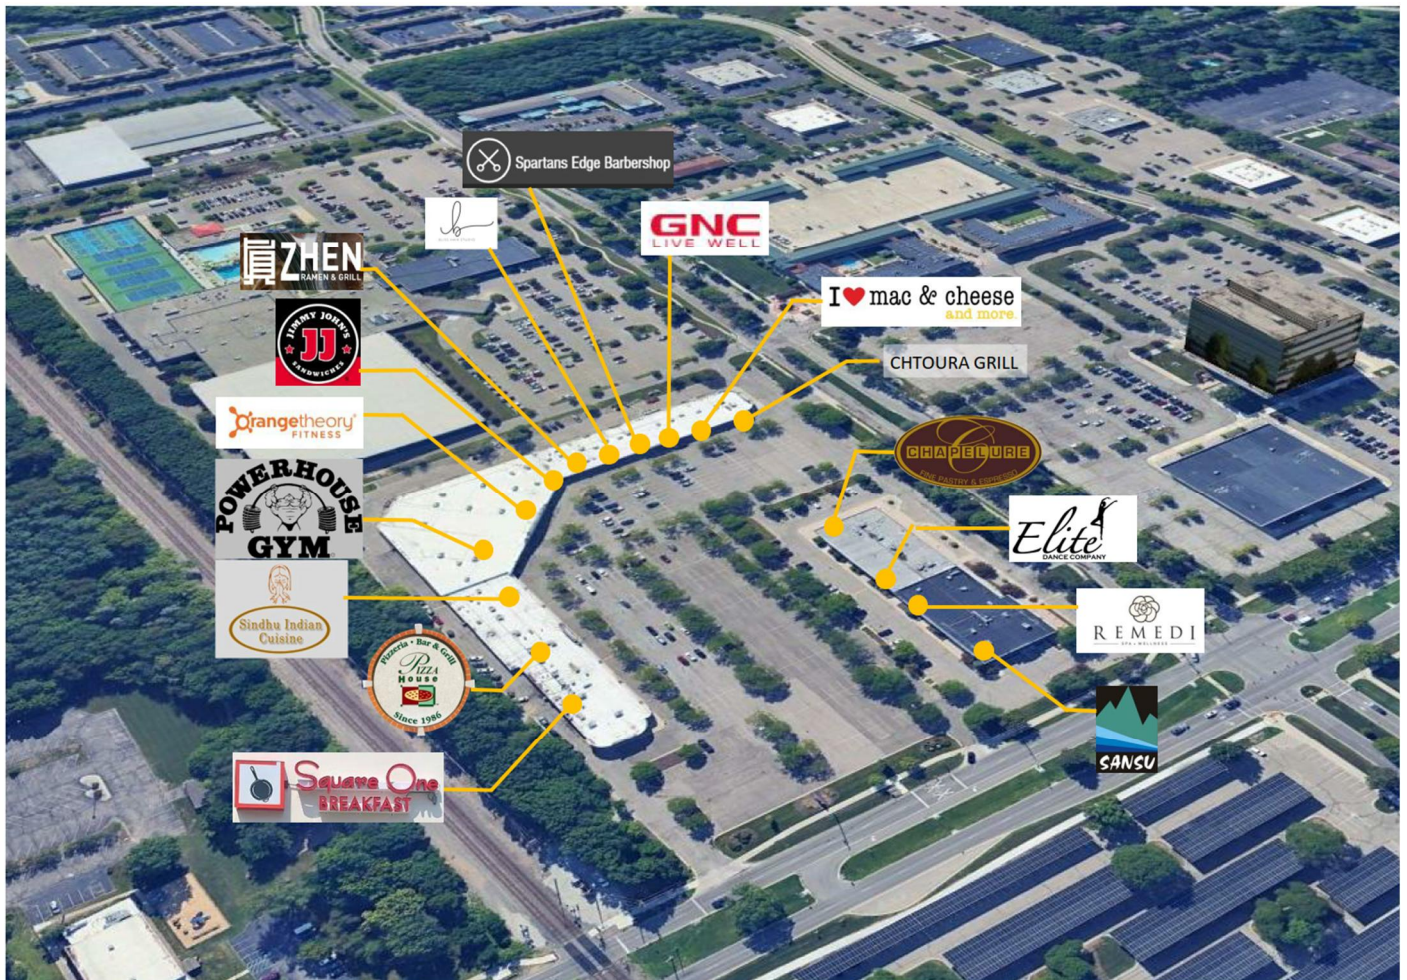 Spartans Edge Barbershop
b
GNC
LIVE WELL
ZHEN
RAMEN & GRILL
I mac & cheese
and more.
JIMMY JOHN'S
JJ
SANDWICHES
CHTOURA GRILL
Orangetheory
FITNESS
C
CHAPELURE
FINE PASTRY & ESPRESSO
POWERHOUSE
GYM
Elite
DANCE COMPANY
Sindhu Indian
Cuisine
REMEDI
SPA + WELLNESS
Pizzeria • Bar & Grill
PIZZA
House
Since 1986
SANSU
Square One
BREAKFAST